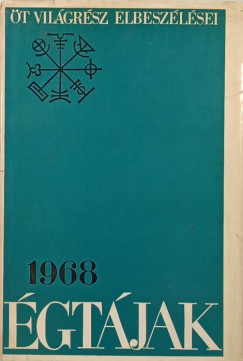 ÖT VILÁGRÉSZ ELBESZÉLÉSEI
1968
ÉGTÁJAK